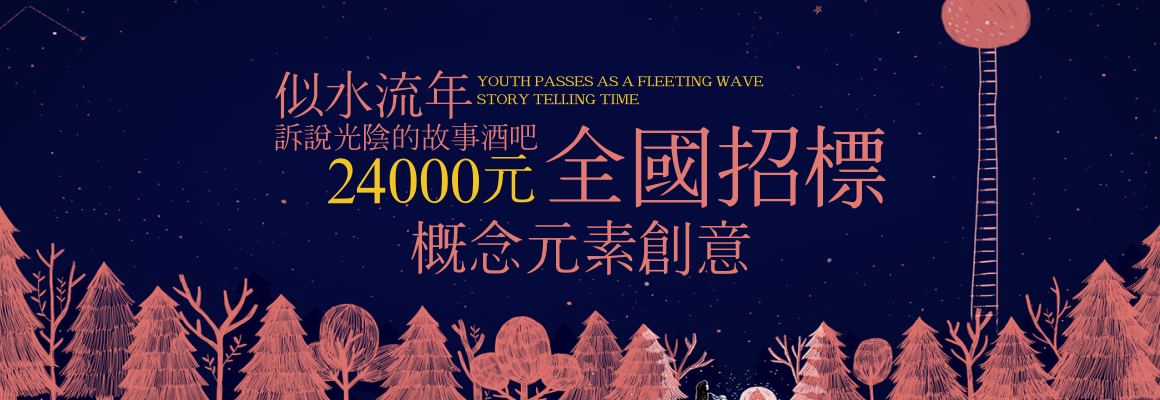 似水流年
YOUTH PASSES AS A FLEETING WAVE
STORY TELLING TIME
訴說光陰的故事酒吧
24000元
全國招標
概念元素創意